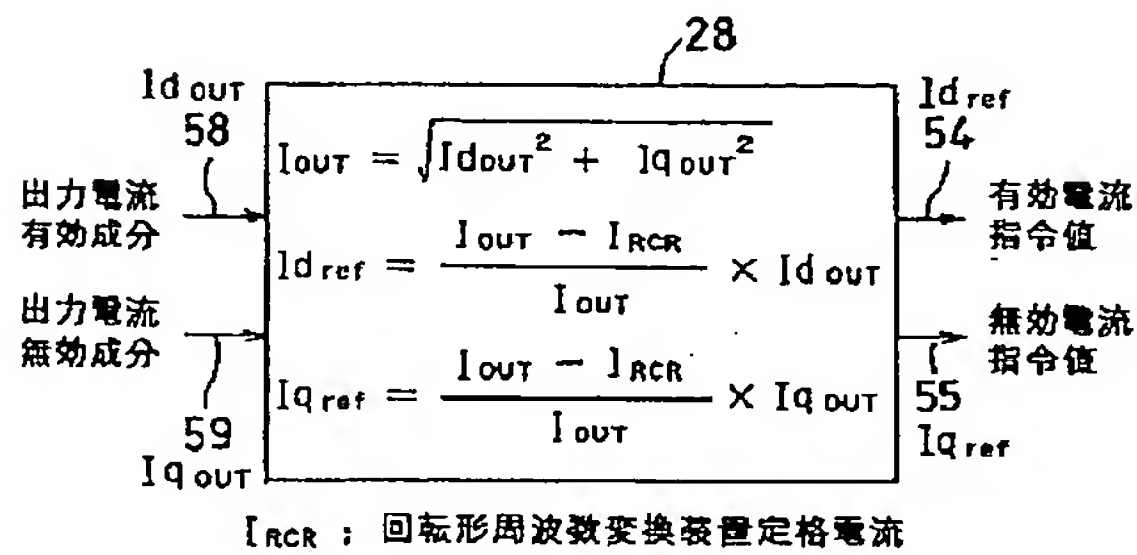 28
Id OUT
58
出力電流
有効成分
出力電流
無効成分
59
Iq OUT
I OUT = √(Id OUT² + Iq OUT²)
Id ref = (I OUT − I RCR) / I OUT × Id OUT
Iq ref = (I OUT − I RCR) / I OUT × Iq OUT
Id ref
54
有効電流
指令値
無効電流
指令値
55
Iq ref
I RCR ; 回転形周波数変換装置定格電流